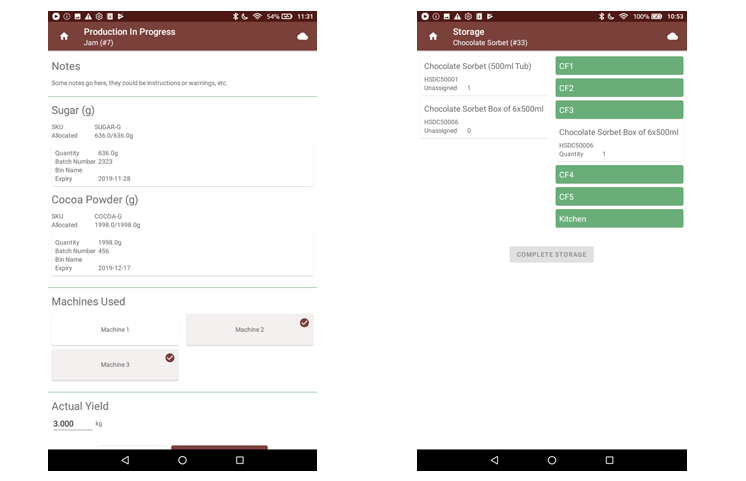 54% 11:31
Production In Progress
Jam (#7)
Notes
Some notes go here, they could be instructions or warnings, etc.
Sugar (g)
SKU SUGAR-G
Allocated 636.0/636.0g
Quantity 636.0g
Batch Number 2323
Bin Name
Expiry 2019-11-28
Cocoa Powder (g)
SKU COCOA-G
Allocated 1998.0/1998.0g
Quantity 1998.0g
Batch Number 456
Bin Name
Expiry 2019-12-17
Machines Used
Machine 1
Machine 2
Machine 3
Actual Yield
3.000 kg
100% 10:53
Storage
Chocolate Sorbet (#33)
Chocolate Sorbet (500ml Tub)
HSDC50001
Unassigned 1
Chocolate Sorbet Box of 6x500ml
HSDC50006
Unassigned 0
CF1
CF2
CF3
Chocolate Sorbet Box of 6x500ml
HSDC50006
Quantity 1
CF4
CF5
Kitchen
COMPLETE STORAGE